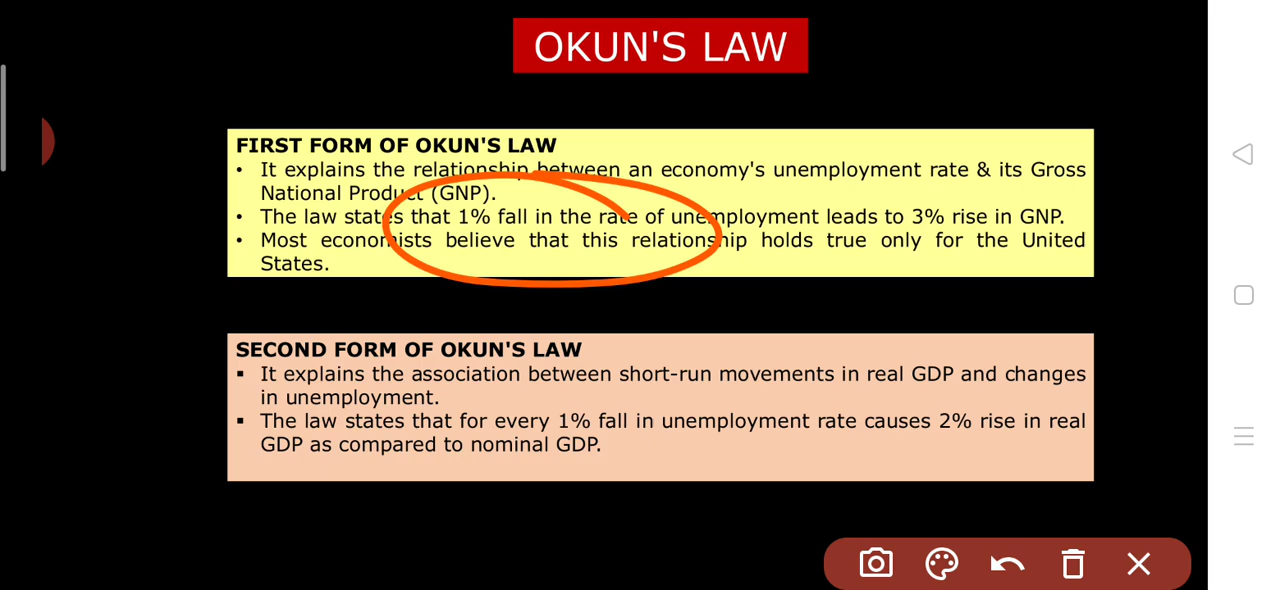 OKUN'S LAW
FIRST FORM OF OKUN'S LAW
• It explains the relationship between an economy's unemployment rate & its Gross
National Product (GNP).
• The law states that 1% fall in the rate of unemployment leads to 3% rise in GNP.
• Most economists believe that this relationship holds true only for the United
States.
SECOND FORM OF OKUN'S LAW
▪ It explains the association between short-run movements in real GDP and changes
in unemployment.
▪ The law states that for every 1% fall in unemployment rate causes 2% rise in real
GDP as compared to nominal GDP.